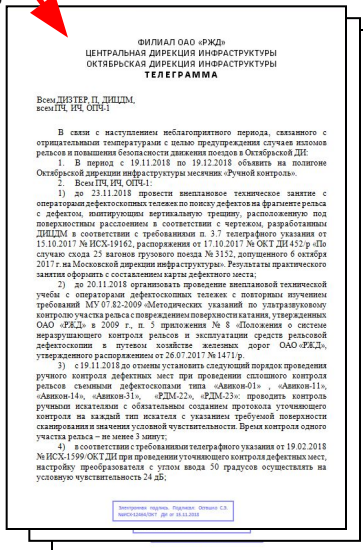 ФИЛИАЛ ОАО «РЖД»
ЦЕНТРАЛЬНАЯ ДИРЕКЦИЯ ИНФРАСТРУКТУРЫ
ОКТЯБРЬСКАЯ ДИРЕКЦИЯ ИНФРАСТРУКТУРЫ
ТЕЛЕГРАММА
Всем ДИЗТЕР, П, ДИЦДМ,
всем ПЧ, ИЧ, ОПЧ-1
В связи с наступлением неблагоприятного периода, связанного с
отрицательными температурами с целью предупреждения случаев изломов
рельсов и повышения безопасности движения поездов в Октябрьской ДИ:
1. В период с 19.11.2018 по 19.12.2018 объявить на полигоне
Октябрьской дирекции инфраструктуры месячник «Ручной контроль».
2. Всем ПЧ, ИЧ, ОПЧ-1:
1) до 23.11.2018 провести внеплановое техническое занятие с
операторами дефектоскопных тележек по поиску дефектов на фрагменте рельса
с дефектом, имитирующим вертикальную трещину, расположенную под
поверхностным расслоением в соответствии с чертежом, разработанным
ДИЦДМ в соответствии с требованиями п. 3.7 телеграфного указания от
15.10.2017 № ИСХ-19162, распоряжения от 17.10.2017 № ОКТ ДИ 452/р «По
случаю схода 25 вагонов грузового поезда № 3152, допущенного 6 октября
2017 г. на Московской дирекции инфраструктуры». Результаты практического
занятия оформить с составлением карты дефектного места;
2) до 20.11.2018 организовать проведение внеплановой технической
учебы с операторами дефектоскопных тележек с повторным изучением
требований МУ 07.82-2009 «Методических указаний по ультразвуковому
контролю участка рельса с повреждением поверхности катания, утвержденных
ОАО «РЖД» в 2009 г., п. 5 приложения № 8 «Положения о системе
неразрушающего контроля рельсов и эксплуатации средств рельсовой
дефектоскопии в путевом хозяйстве железных дорог ОАО «РЖД»,
утвержденного распоряжением от 26.07.2017 № 1471/р.
3) с 19.11.2018 до отмены установить следующий порядок проведения
ручного контроля дефектных мест при проведении сплошного контроля
рельсов съемными дефектоскопами типа «Авикон-01» , «Авикон-11»,
«Авикон-14», «Авикон-31», «РДМ-22», «РДМ-23»: проводить контроль
ручными искателями с обязательным созданием протокола уточняющего
контроля на каждый тип искателя с указанием требуемой поверхности
сканирования и значения условной чувствительности. Время контроля одного
участка рельса – не менее 3 минут;
4) в соответствии с требованиями телеграфного указания от 19.02.2018
№ ИСХ-1599/ОКТ ДИ при проведении уточняющего контроля дефектных мест,
настройку преобразователя с углом ввода 50 градусов осуществлять на
условную чувствительность 24 дБ;
Электронная подпись. Подписал: